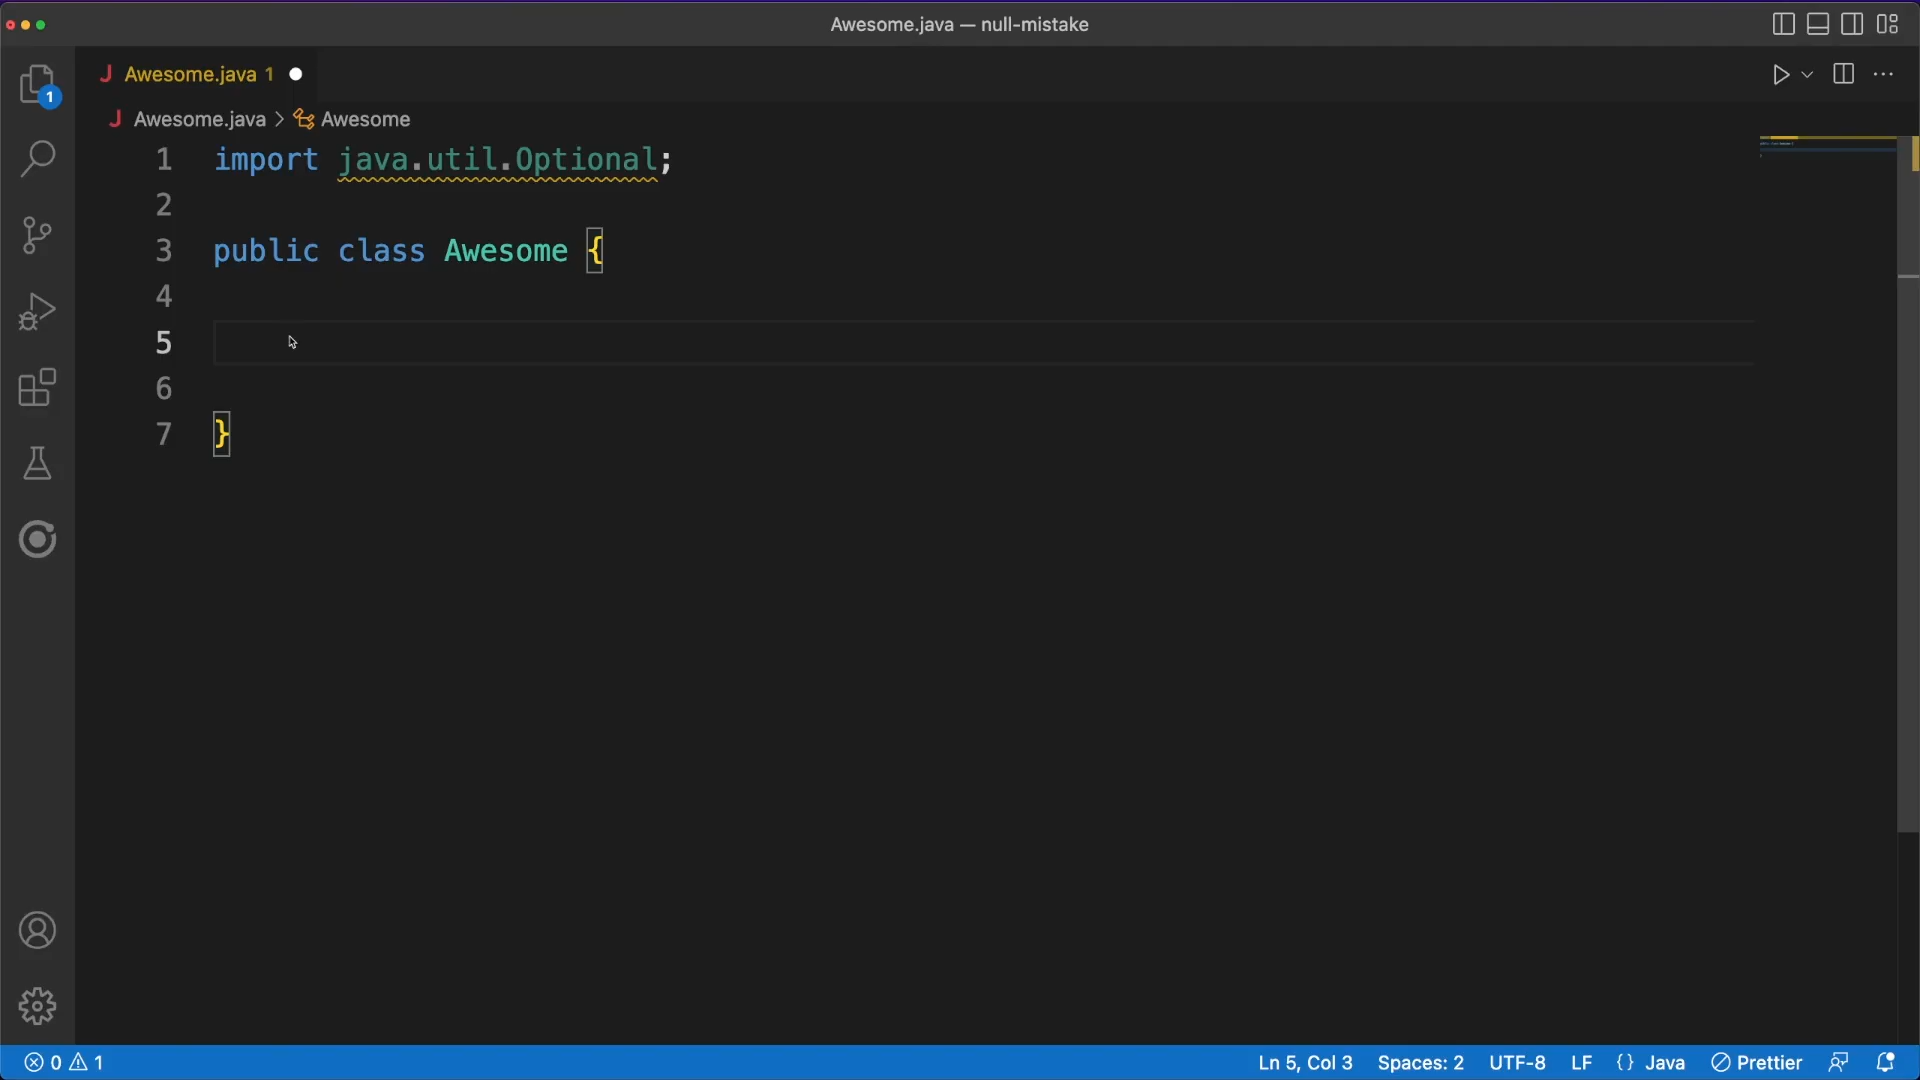 Awesome.java — null-mistake
J Awesome.java 1
1
J Awesome.java > Awesome
1 import java.util.Optional;
2
3 public class Awesome {
4
5
6
7 }
0 1 Ln 5, Col 3 Spaces: 2 UTF-8 LF {} Java Prettier